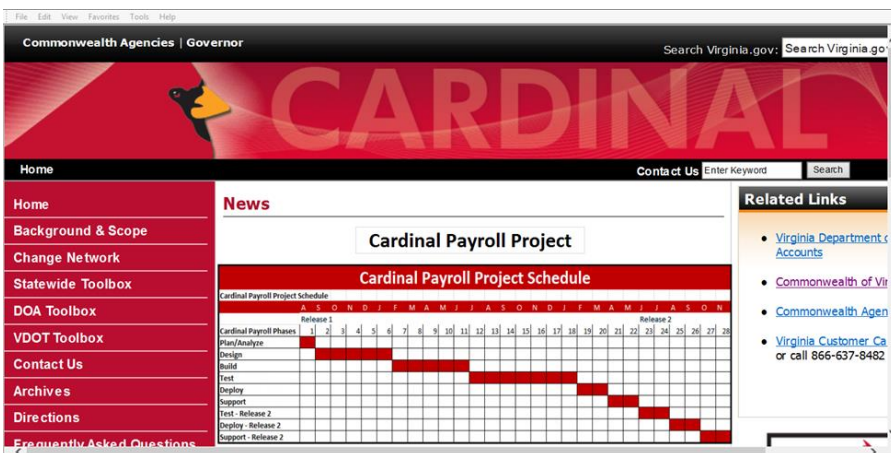 File Edit View Favorites Tools Help
Commonwealth Agencies | Governor
Search Virginia.gov: Search Virginia.go
CARDINAL
Home
Contact Us Enter Keyword Search
Home
Background & Scope
Change Network
Statewide Toolbox
DOA Toolbox
VDOT Toolbox
Contact Us
Archives
Directions
Frequently Asked Questions
News
Cardinal Payroll Project
Cardinal Payroll Project Schedule
Cardinal Payroll Project Schedule
A S O N D J F M A M J J A S O N D J F M A M J J A S O N
Release 1 Release 2
Cardinal Payroll Phases 1 2 3 4 5 6 7 8 9 10 11 12 13 14 15 16 17 18 19 20 21 22 23 24 25 26 27 28
Plan/Analyze
Design
Build
Test
Deploy
Support
Test - Release 2
Deploy - Release 2
Support - Release 2
Related Links
Virginia Department o
Accounts
Commonwealth of Vir
Commonwealth Agen
Virginia Customer Ca
or call 866-637-8482